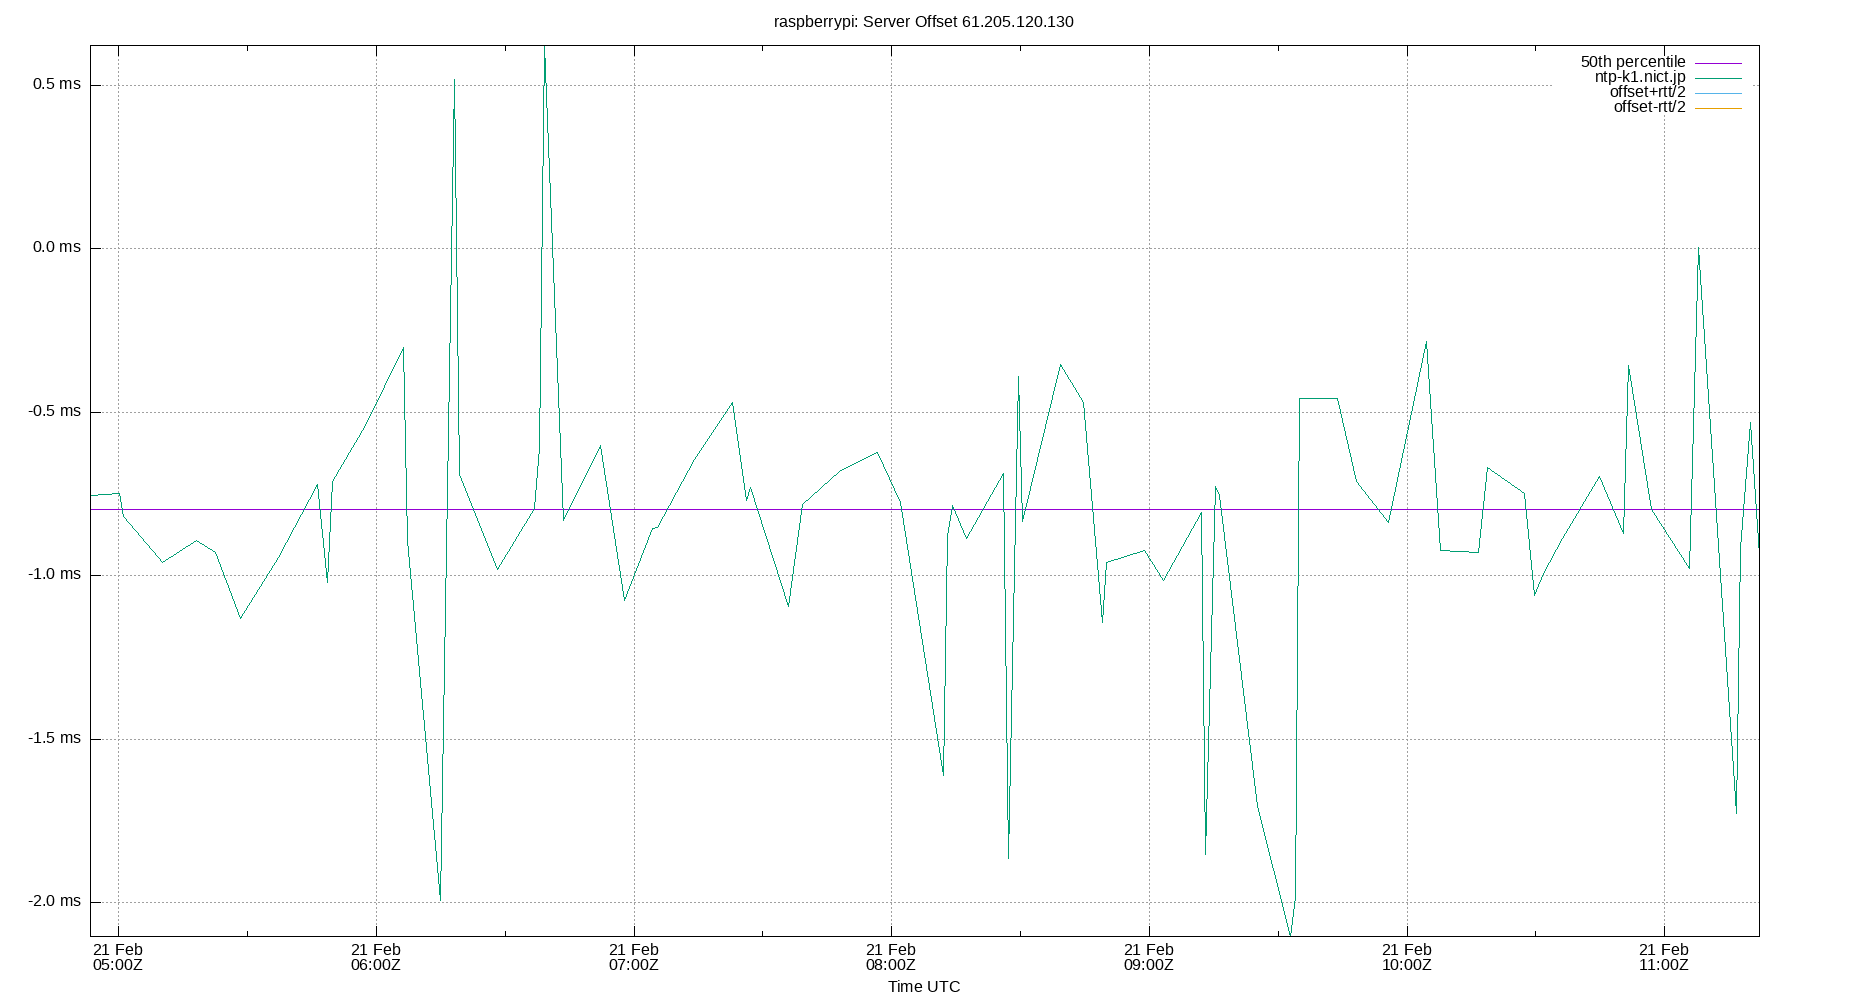 raspberrypi: Server Offset 61.205.120.130
50th percentile
ntp-k1.nict.jp
offset+rtt/2
offset-rtt/2
0.5 ms
0.0 ms
-0.5 ms
-1.0 ms
-1.5 ms
-2.0 ms
21 Feb 21 Feb 21 Feb 21 Feb 21 Feb 21 Feb 21 Feb
05:00Z 06:00Z 07:00Z 08:00Z 09:00Z 10:00Z 11:00Z
Time UTC